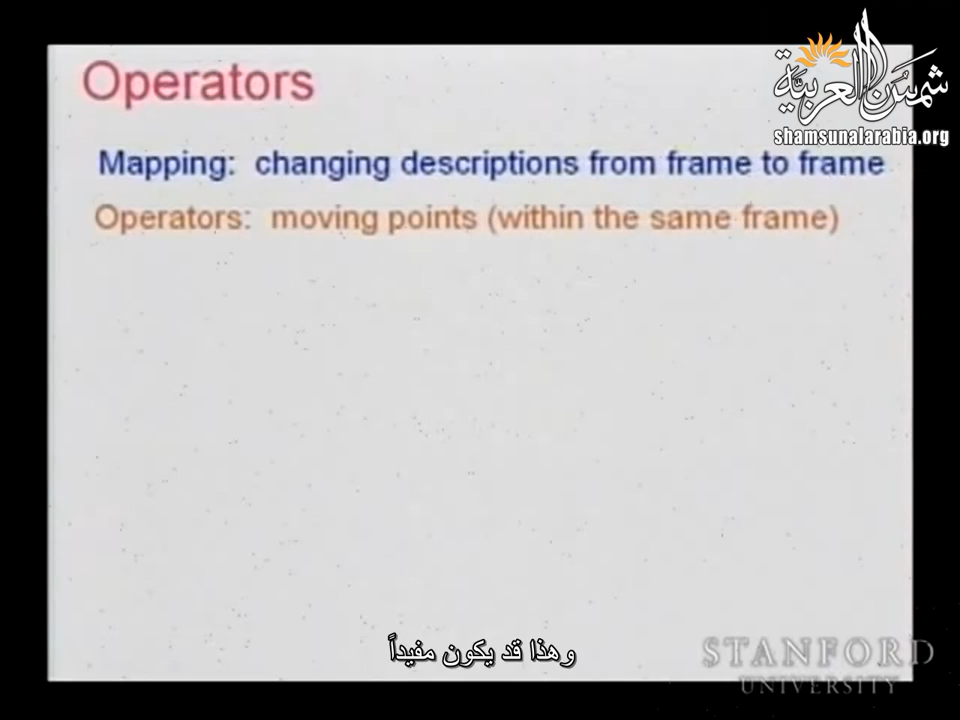 Operators
شمس العربية
shamsunalarabia.org
Mapping: changing descriptions from frame to frame
Operators: moving points (within the same frame)
وهذا قد يكون مفيداً
STANFORD
UNIVERSITY